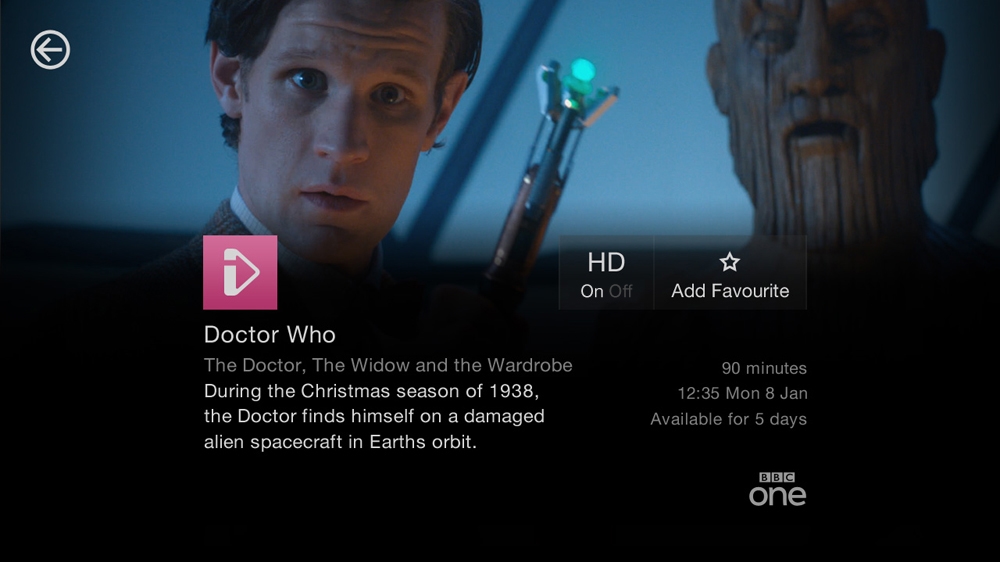 HD
On Off
Add Favourite
Doctor Who
The Doctor, The Widow and the Wardrobe
During the Christmas season of 1938,
the Doctor finds himself on a damaged
alien spacecraft in Earths orbit.
90 minutes
12:35 Mon 8 Jan
Available for 5 days
BBC
one